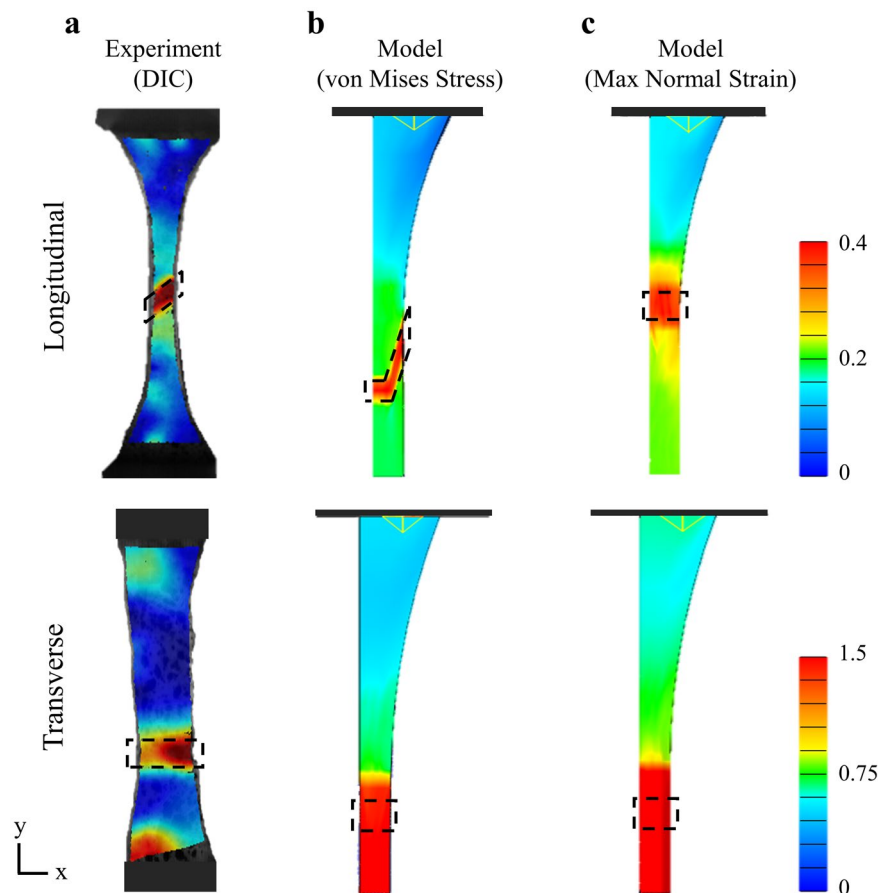 a
Experiment
(DIC)
b
Model
(von Mises Stress)
c
Model
(Max Normal Strain)
Longitudinal
0.4
0.2
0
Transverse
1.5
0.75
0
y
x